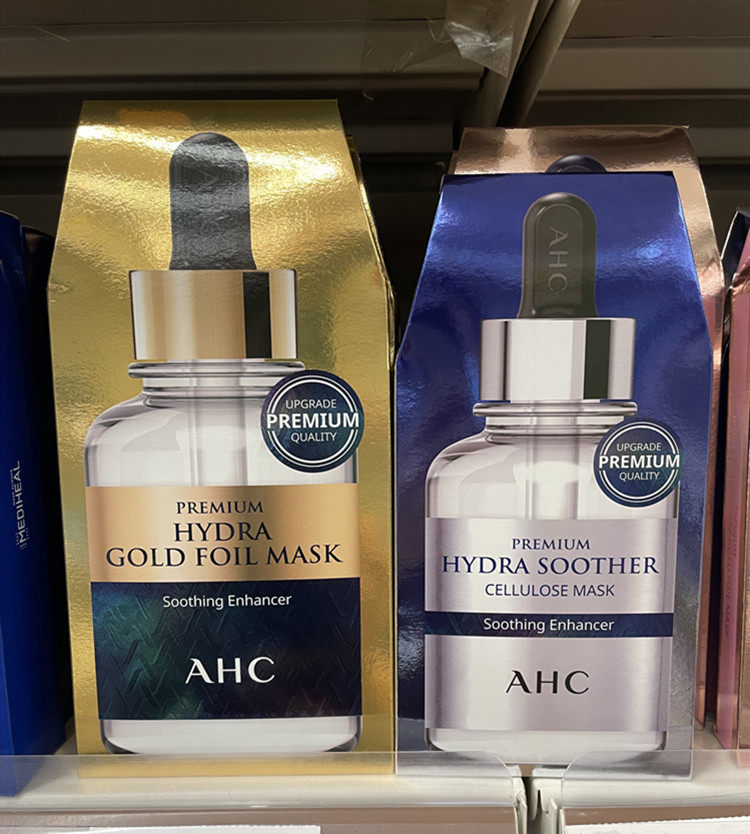 UPGRADE
PREMIUM
QUALITY
PREMIUM
HYDRA
GOLD FOIL MASK
Soothing Enhancer
AHC
AHC
UPGRADE
PREMIUM
QUALITY
PREMIUM
HYDRA SOOTHER
CELLULOSE MASK
Soothing Enhancer
AHC
MEDIHEAL